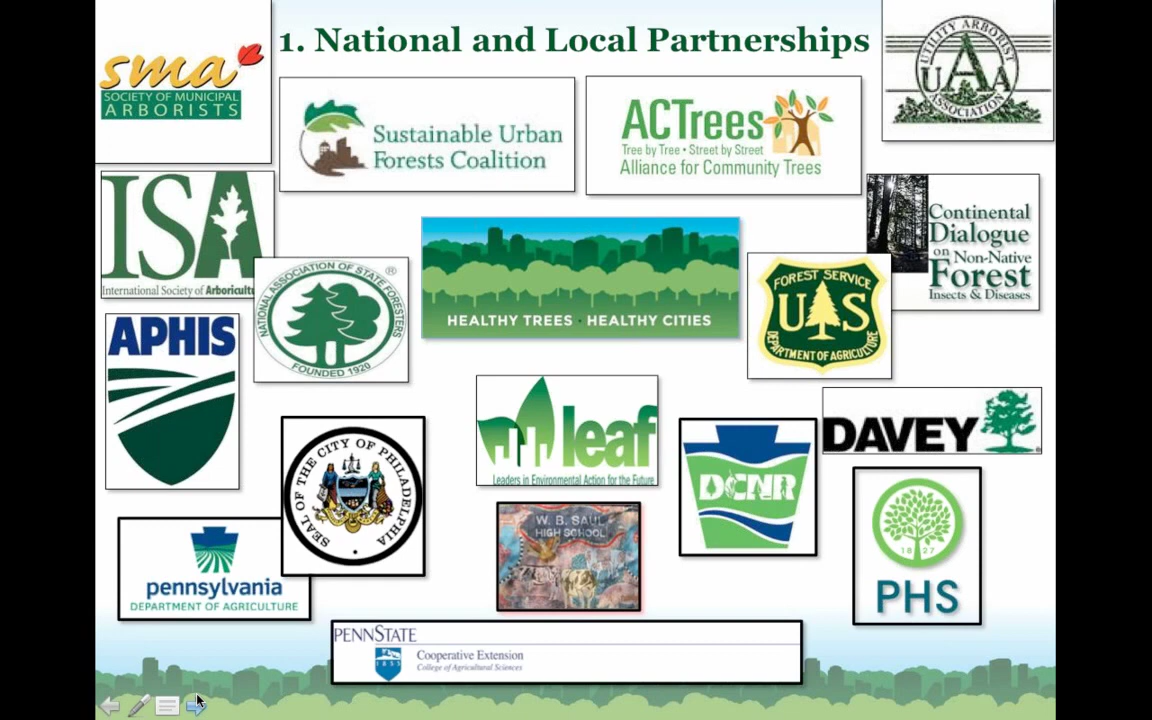 1. National and Local Partnerships
sma
SOCIETY OF MUNICIPAL
ARBORISTS
Sustainable Urban
Forests Coalition
ACTrees
Tree by Tree • Street by Street
Alliance for Community Trees
UTILITY ARBORIST
UAA
ASSOCIATION
ISA
International Society of Arboricultu
NATIONAL ASSOCIATION OF STATE FORESTERS
FOUNDED 1920
®
HEALTHY TREES · HEALTHY CITIES
FOREST SERVICE
U S
DEPARTMENT OF AGRICULTURE
Continental
Dialogue
on Non-Native
Forest
Insects & Diseases
APHIS
SEAL OF THE CITY OF PHILADELPHIA
leaf
Leaders in Environmental Action for the Future
DCNR
DAVEY
®
pennsylvania
DEPARTMENT OF AGRICULTURE
W. B. SAUL
HIGH SCHOOL
1827
PHS
PENNSTATE
1855
Cooperative Extension
College of Agricultural Sciences